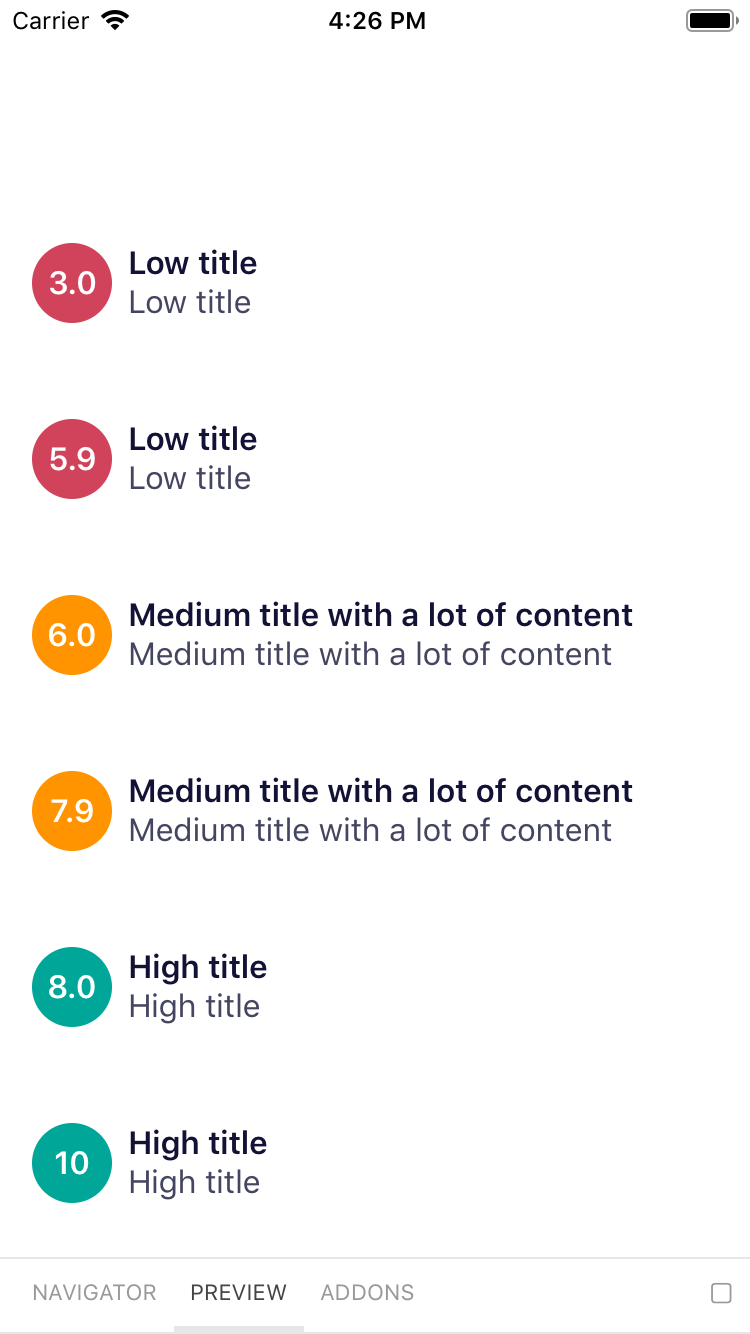 Carrier 4:26 PM
3.0 Low title
Low title
5.9 Low title
Low title
6.0 Medium title with a lot of content
Medium title with a lot of content
7.9 Medium title with a lot of content
Medium title with a lot of content
8.0 High title
High title
10 High title
High title
NAVIGATOR PREVIEW ADDONS